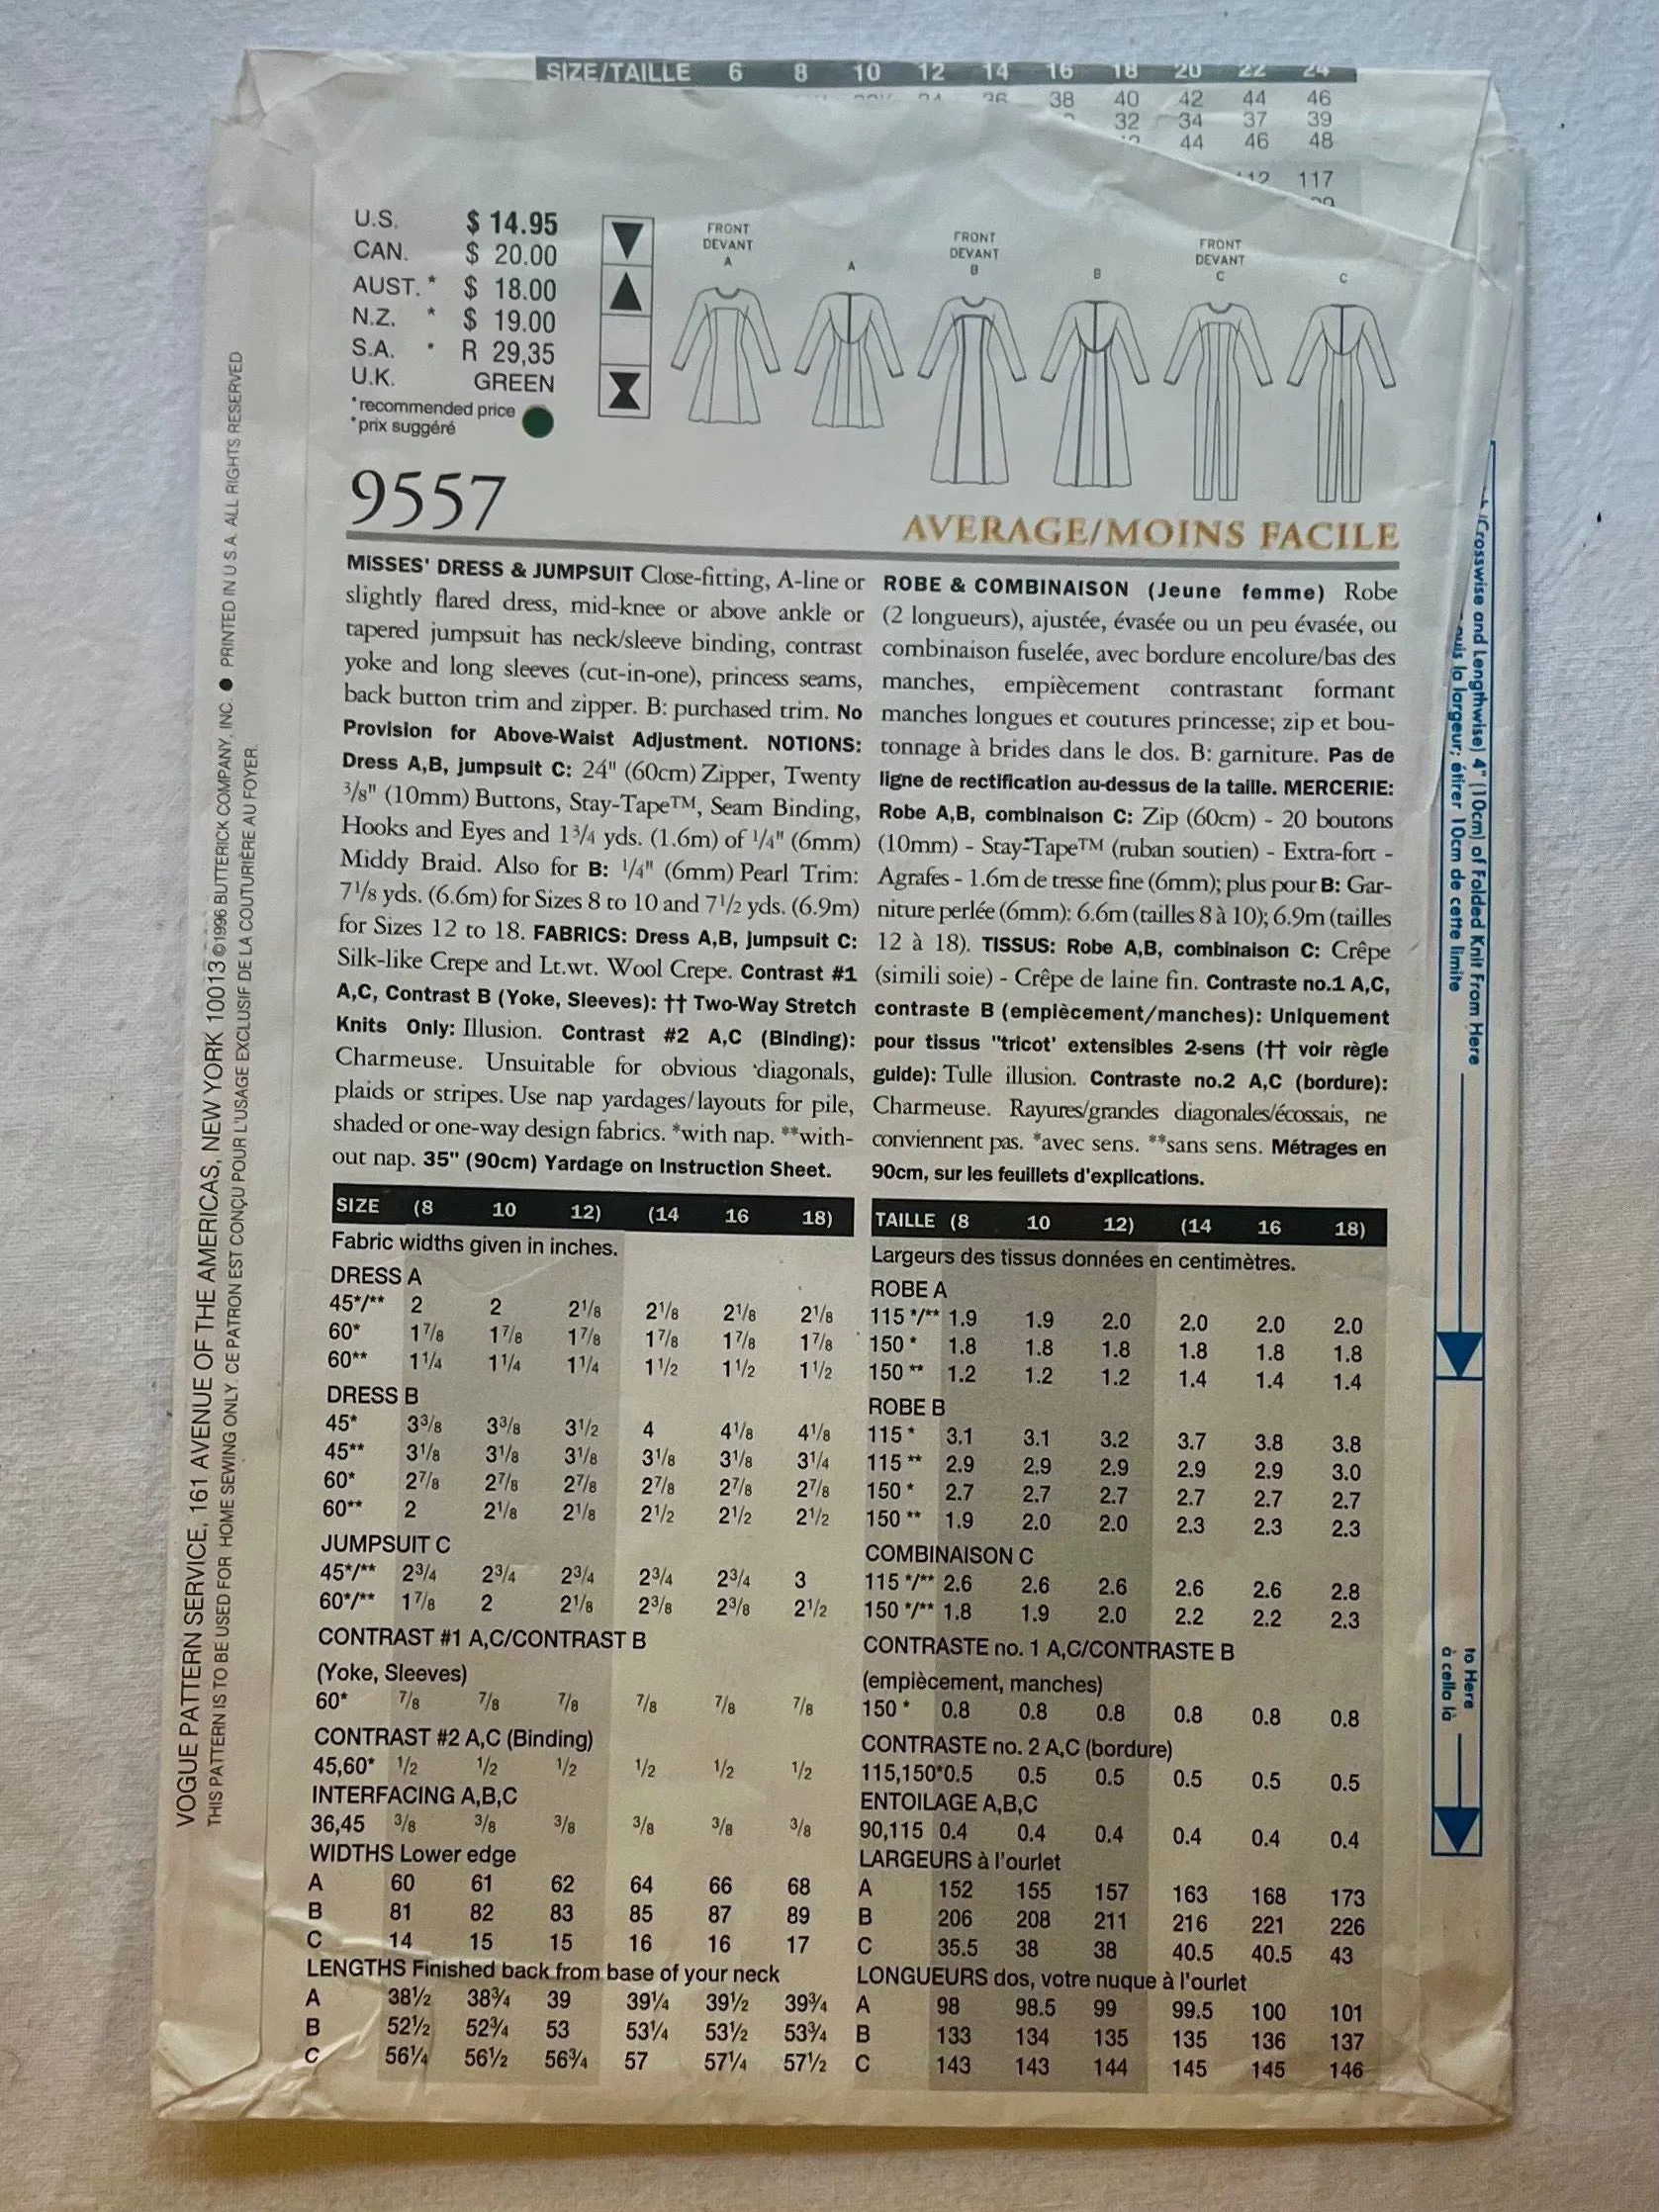 SIZE/TAILLE 6 8 10 12 14 16 18 20 22 24
38 40 42 44 46
32 34 37 39
44 46 48
117
U.S. $ 14.95
CAN. $ 20.00
AUST. * $ 18.00
N.Z. * $ 19.00
S.A. * R 29,35
U.K. GREEN
*recommended price
*prix suggéré
FRONT
DEVANT
A
A
FRONT
DEVANT
B
B
FRONT
DEVANT
C
C
9557
AVERAGE/MOINS FACILE
MISSES' DRESS & JUMPSUIT Close-fitting, A-line or
slightly flared dress, mid-knee or above ankle or
tapered jumpsuit has neck/sleeve binding, contrast
yoke and long sleeves (cut-in-one), princess seams,
back button trim and zipper. B: purchased trim. No
Provision for Above-Waist Adjustment. NOTIONS:
Dress A,B, jumpsuit C: 24" (60cm) Zipper, Twenty
3/8" (10mm) Buttons, Stay-Tape™, Seam Binding,
Hooks and Eyes and 1 3/4 yds. (1.6m) of 1/4" (6mm)
Middy Braid. Also for B: 1/4" (6mm) Pearl Trim:
7 1/8 yds. (6.6m) for Sizes 8 to 10 and 7 1/2 yds. (6.9m)
for Sizes 12 to 18. FABRICS: Dress A,B, jumpsuit C:
Silk-like Crepe and Lt.wt. Wool Crepe. Contrast #1
A,C, Contrast B (Yoke, Sleeves): †† Two-Way Stretch
Knits Only: Illusion. Contrast #2 A,C (Binding):
Charmeuse. Unsuitable for obvious diagonals,
plaids or stripes. Use nap yardages/layouts for pile,
shaded or one-way design fabrics. *with nap. **with-
out nap. 35" (90cm) Yardage on Instruction Sheet.
ROBE & COMBINAISON (Jeune femme) Robe
(2 longueurs), ajustée, évasée ou un peu évasée, ou
combinaison fuselée, avec bordure encolure/bas des
manches, empiècement contrastant formant
manches longues et coutures princesse; zip et bou-
tonnage à brides dans le dos. B: garniture. Pas de
ligne de rectification au-dessus de la taille. MERCERIE:
Robe A,B, combinaison C: Zip (60cm) - 20 boutons
(10mm) - Stay-Tape™ (ruban soutien) - Extra-fort -
Agrafes - 1.6m de tresse fine (6mm); plus pour B: Gar-
niture perlée (6mm): 6.6m (tailles 8 à 10); 6.9m (tailles
12 à 18). TISSUS: Robe A,B, combinaison C: Crêpe
(simili soie) - Crêpe de laine fin. Contraste no.1 A,C,
contraste B (empiècement/manches): Uniquement
pour tissus "tricot' extensibles 2-sens (†† voir règle
guide): Tulle illusion. Contraste no.2 A,C (bordure):
Charmeuse. Rayures/grandes diagonales/écossais, ne
conviennent pas. *avec sens. **sans sens. Métrages en
90cm, sur les feuillets d'explications.
SIZE (8 10 12) (14 16 18)
Fabric widths given in inches.
DRESS A
45*/** 2 2 2 1/8 2 1/8 2 1/8 2 1/8
60* 1 7/8 1 7/8 1 7/8 1 7/8 1 7/8 1 7/8
60** 1 1/4 1 1/4 1 1/4 1 1/2 1 1/2 1 1/2
DRESS B
45* 3 3/8 3 3/8 3 1/2 4 4 1/8 4 1/8
45** 3 1/8 3 1/8 3 1/8 3 1/8 3 1/8 3 1/4
60* 2 7/8 2 7/8 2 7/8 2 7/8 2 7/8 2 7/8
60** 2 2 1/8 2 1/8 2 1/2 2 1/2 2 1/2
JUMPSUIT C
45*/** 2 3/4 2 3/4 2 3/4 2 3/4 2 3/4 3
60*/** 1 7/8 2 2 1/8 2 3/8 2 3/8 2 1/2
CONTRAST #1 A,C/CONTRAST B
(Yoke, Sleeves)
60* 7/8 7/8 7/8 7/8 7/8 7/8
CONTRAST #2 A,C (Binding)
45,60* 1/2 1/2 1/2 1/2 1/2 1/2
INTERFACING A,B,C
36,45 3/8 3/8 3/8 3/8 3/8 3/8
WIDTHS Lower edge
A 60 61 62 64 66 68
B 81 82 83 85 87 89
C 14 15 15 16 16 17
LENGTHS Finished back from base of your neck
A 38½ 38¾ 39 39¼ 39½ 39¾
B 52½ 52¾ 53 53¼ 53½ 53¾
C 56¼ 56½ 56¾ 57 57¼ 57½
TAILLE (8 10 12) (14 16 18)
Largeurs des tissus données en centimètres.
ROBE A
115 */** 1.9 1.9 2.0 2.0 2.0 2.0
150 * 1.8 1.8 1.8 1.8 1.8 1.8
150 ** 1.2 1.2 1.2 1.4 1.4 1.4
ROBE B
115 * 3.1 3.1 3.2 3.7 3.8 3.8
115 ** 2.9 2.9 2.9 2.9 2.9 3.0
150 * 2.7 2.7 2.7 2.7 2.7 2.7
150 ** 1.9 2.0 2.0 2.3 2.3 2.3
COMBINAISON C
115 */** 2.6 2.6 2.6 2.6 2.6 2.8
150 */** 1.8 1.9 2.0 2.2 2.2 2.3
CONTRASTE no. 1 A,C/CONTRASTE B
(empiècement, manches)
150 * 0.8 0.8 0.8 0.8 0.8 0.8
CONTRASTE no. 2 A,C (bordure)
115,150*0.5 0.5 0.5 0.5 0.5 0.5
ENTOILAGE A,B,C
90,115 0.4 0.4 0.4 0.4 0.4 0.4
LARGEURS à l'ourlet
A 152 155 157 163 168 173
B 206 208 211 216 221 226
C 35.5 38 38 40.5 40.5 43
LONGUEURS dos, votre nuque à l'ourlet
A 98 98.5 99 99.5 100 101
B 133 134 135 135 136 137
C 143 143 144 145 145 146
VOGUE PATTERN SERVICE, 161 AVENUE OF THE AMERICAS, NEW YORK 10013 ©1996 BUTTERICK COMPANY, INC. ● PRINTED IN U.S.A. ALL RIGHTS RESERVED
THIS PATTERN IS TO BE USED FOR HOME SEWING ONLY. CE PATRON EST CONÇU POUR L'USAGE EXCLUSIF DE LA COUTURIÈRE AU FOYER.
(Crosswise and Lengthwise) 4" (10cm) of Folded Knit From Here
la largeur; étirer 10cm de cette limite
to Here
à cella là